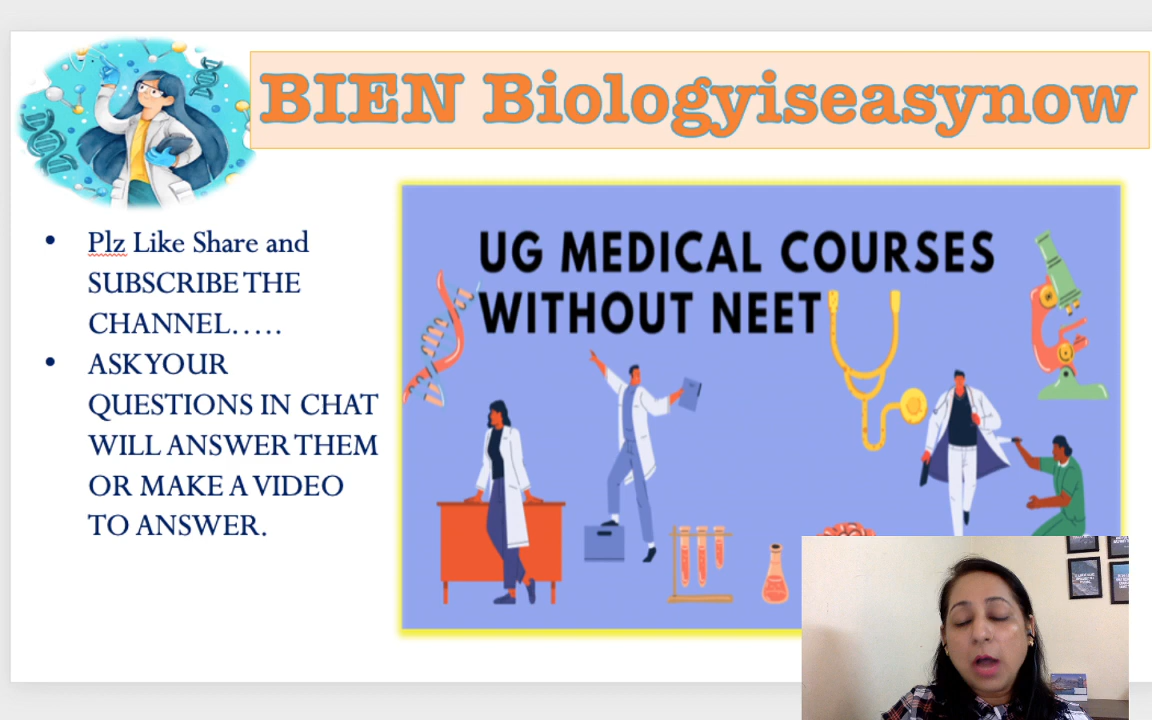 BIEN Biologyiseasynow
• Plz Like Share and
SUBSCRIBE THE
CHANNEL.....
• ASK YOUR
QUESTIONS IN CHAT
WILL ANSWER THEM
OR MAKE A VIDEO
TO ANSWER.
UG MEDICAL COURSES
WITHOUT NEET